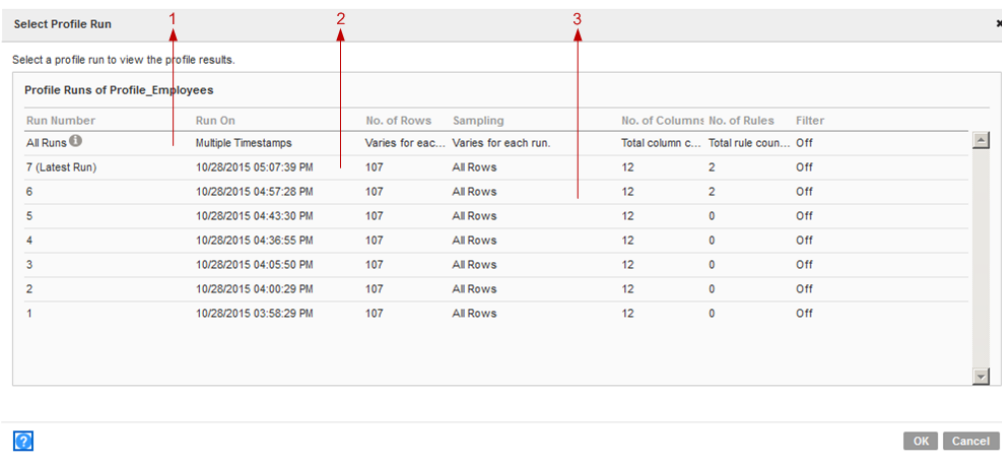 1 2 3
Select Profile Run
Select a profile run to view the profile results.
Profile Runs of Profile_Employees
Run Number Run On No. of Rows Sampling No. of Columns No. of Rules Filter
All Runs Multiple Timestamps Varies for eac... Varies for each run. Total column c... Total rule coun... Off
7 (Latest Run) 10/28/2015 05:07:39 PM 107 All Rows 12 2 Off
6 10/28/2015 04:57:28 PM 107 All Rows 12 2 Off
5 10/28/2015 04:43:30 PM 107 All Rows 12 0 Off
4 10/28/2015 04:36:55 PM 107 All Rows 12 0 Off
3 10/28/2015 04:05:50 PM 107 All Rows 12 0 Off
2 10/28/2015 04:00:29 PM 107 All Rows 12 0 Off
1 10/28/2015 03:58:29 PM 107 All Rows 12 0 Off
? OK Cancel